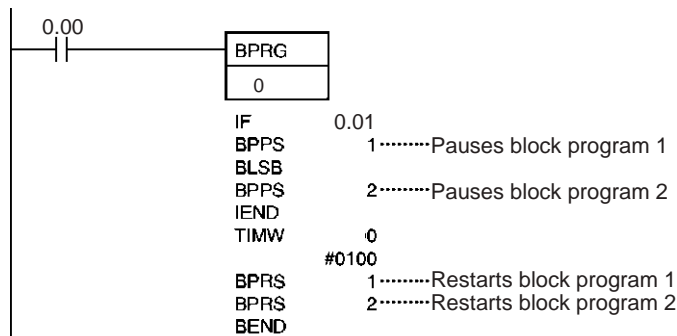 0.00
BPRG
0
IF 0.01
BPPS 1 Pauses block program 1
BLSB
BPPS 2 Pauses block program 2
IEND
TIMW 0
#0100
BPRS 1 Restarts block program 1
BPRS 2 Restarts block program 2
BEND